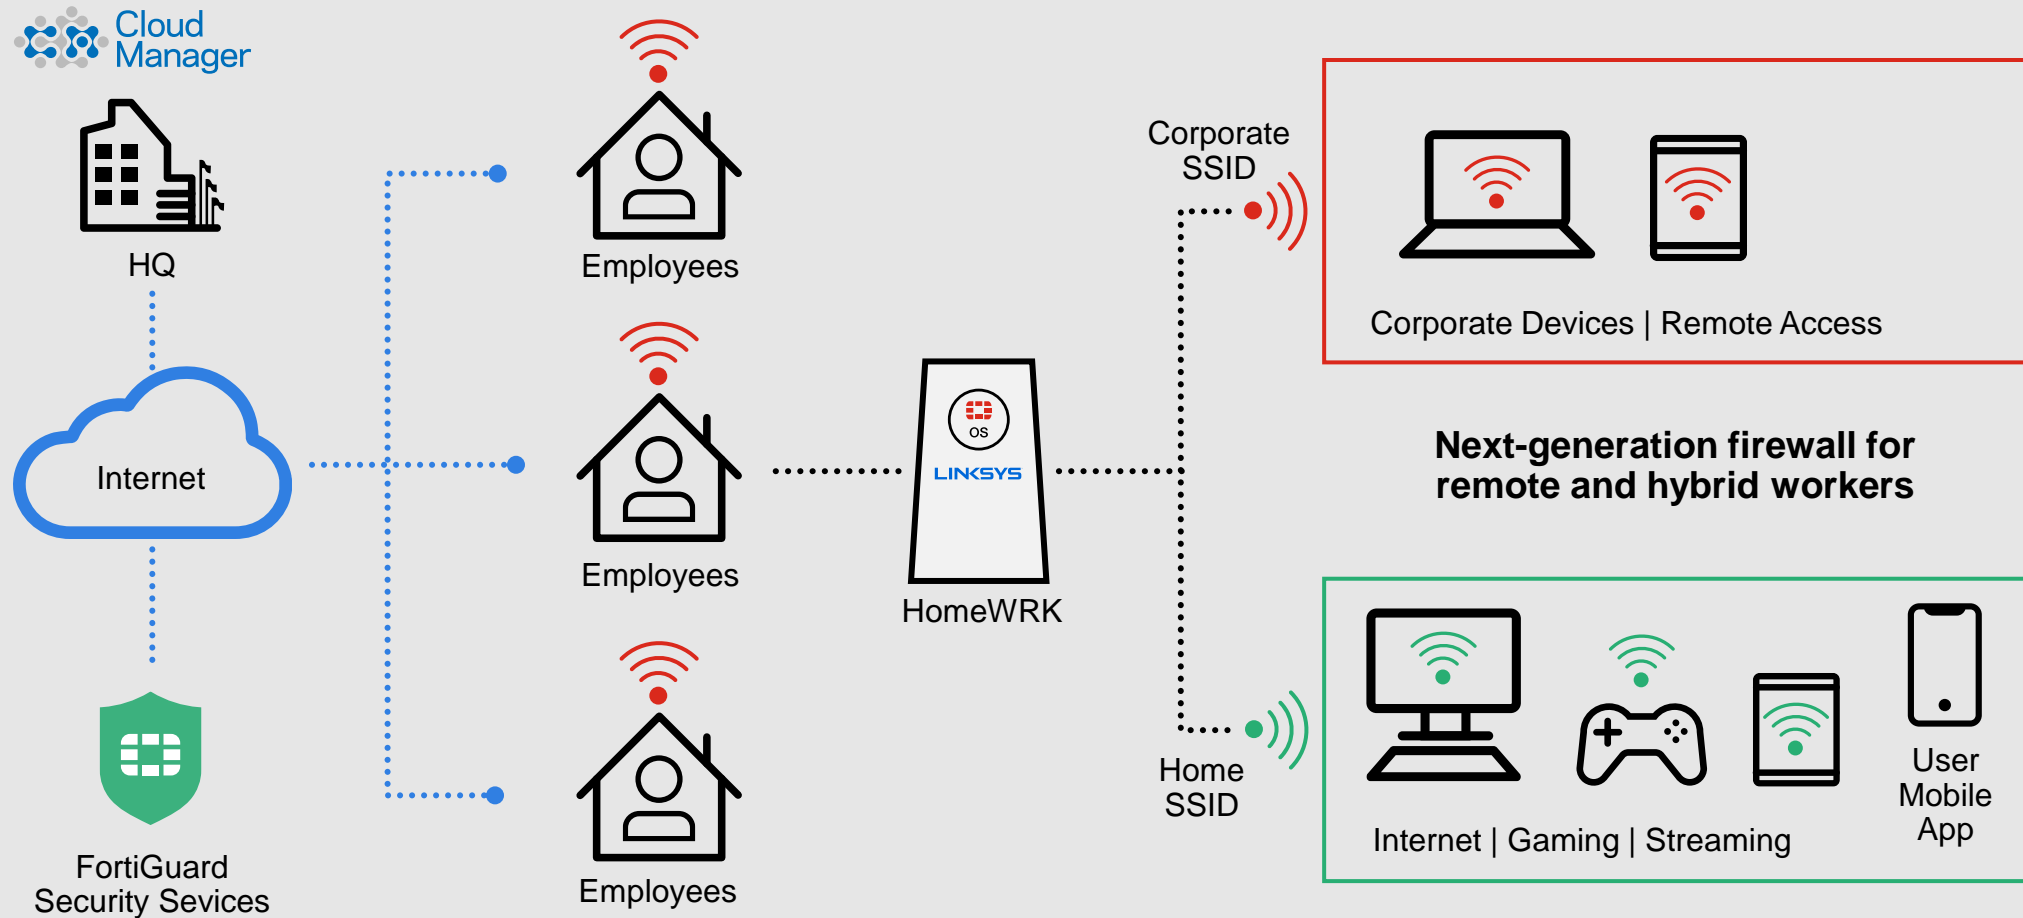 Cloud
Manager
HQ
Internet
FortiGuard
Security Sevices
Employees
Employees
Employees
OS
LINKSYS
HomeWRK
Corporate
SSID
Corporate Devices | Remote Access
Next-generation firewall for
remote and hybrid workers
Home
SSID
Internet | Gaming | Streaming
User
Mobile
App